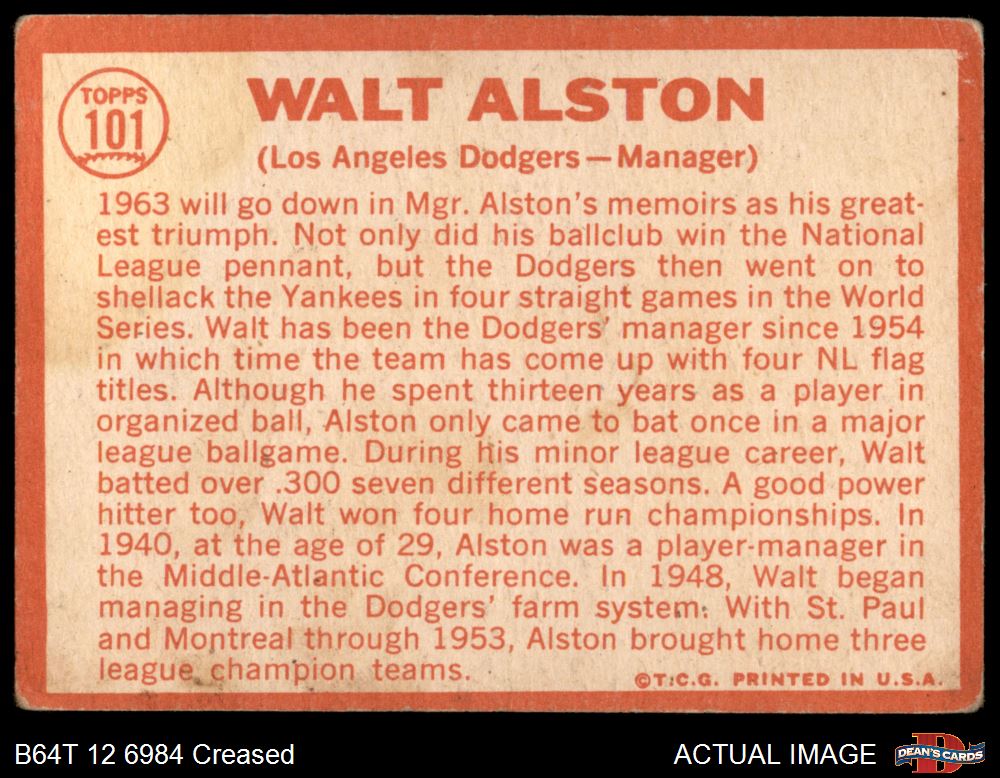 TOPPS
101
WALT ALSTON
(Los Angeles Dodgers — Manager)
1963 will go down in Mgr. Alston's memoirs as his great-
est triumph. Not only did his ballclub win the National
League pennant, but the Dodgers then went on to
shellack the Yankees in four straight games in the World
Series. Walt has been the Dodgers' manager since 1954
in which time the team has come up with four NL flag
titles. Although he spent thirteen years as a player in
organized ball, Alston only came to bat once in a major
league ballgame. During his minor league career, Walt
batted over .300 seven different seasons. A good power
hitter too, Walt won four home run championships. In
1940, at the age of 29, Alston was a player-manager in
the Middle-Atlantic Conference. In 1948, Walt began
managing in the Dodgers' farm system. With St. Paul
and Montreal through 1953, Alston brought home three
league champion teams.
©T.C.G. PRINTED IN U.S.A.
B64T 12 6984 Creased
ACTUAL IMAGE
DEAN'S CARDS